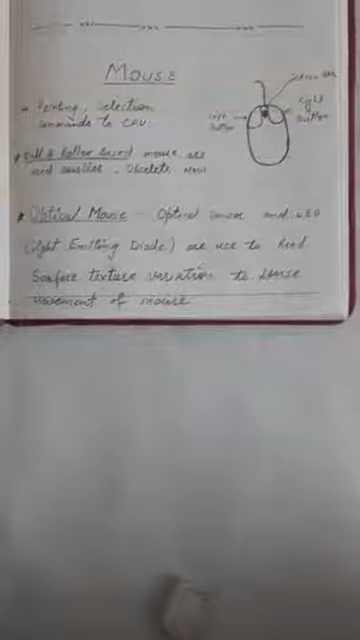 Mouse
Pointing, Selection
commands to CPU.
Left
button
Right
button
Ball & Roller Based mouse are
used earlier. Obsolete now
Optical Mouse - Optical sensor and LED
(Light Emitting Diode) are use to Read
Surface texture variation to sense
movement of mouse